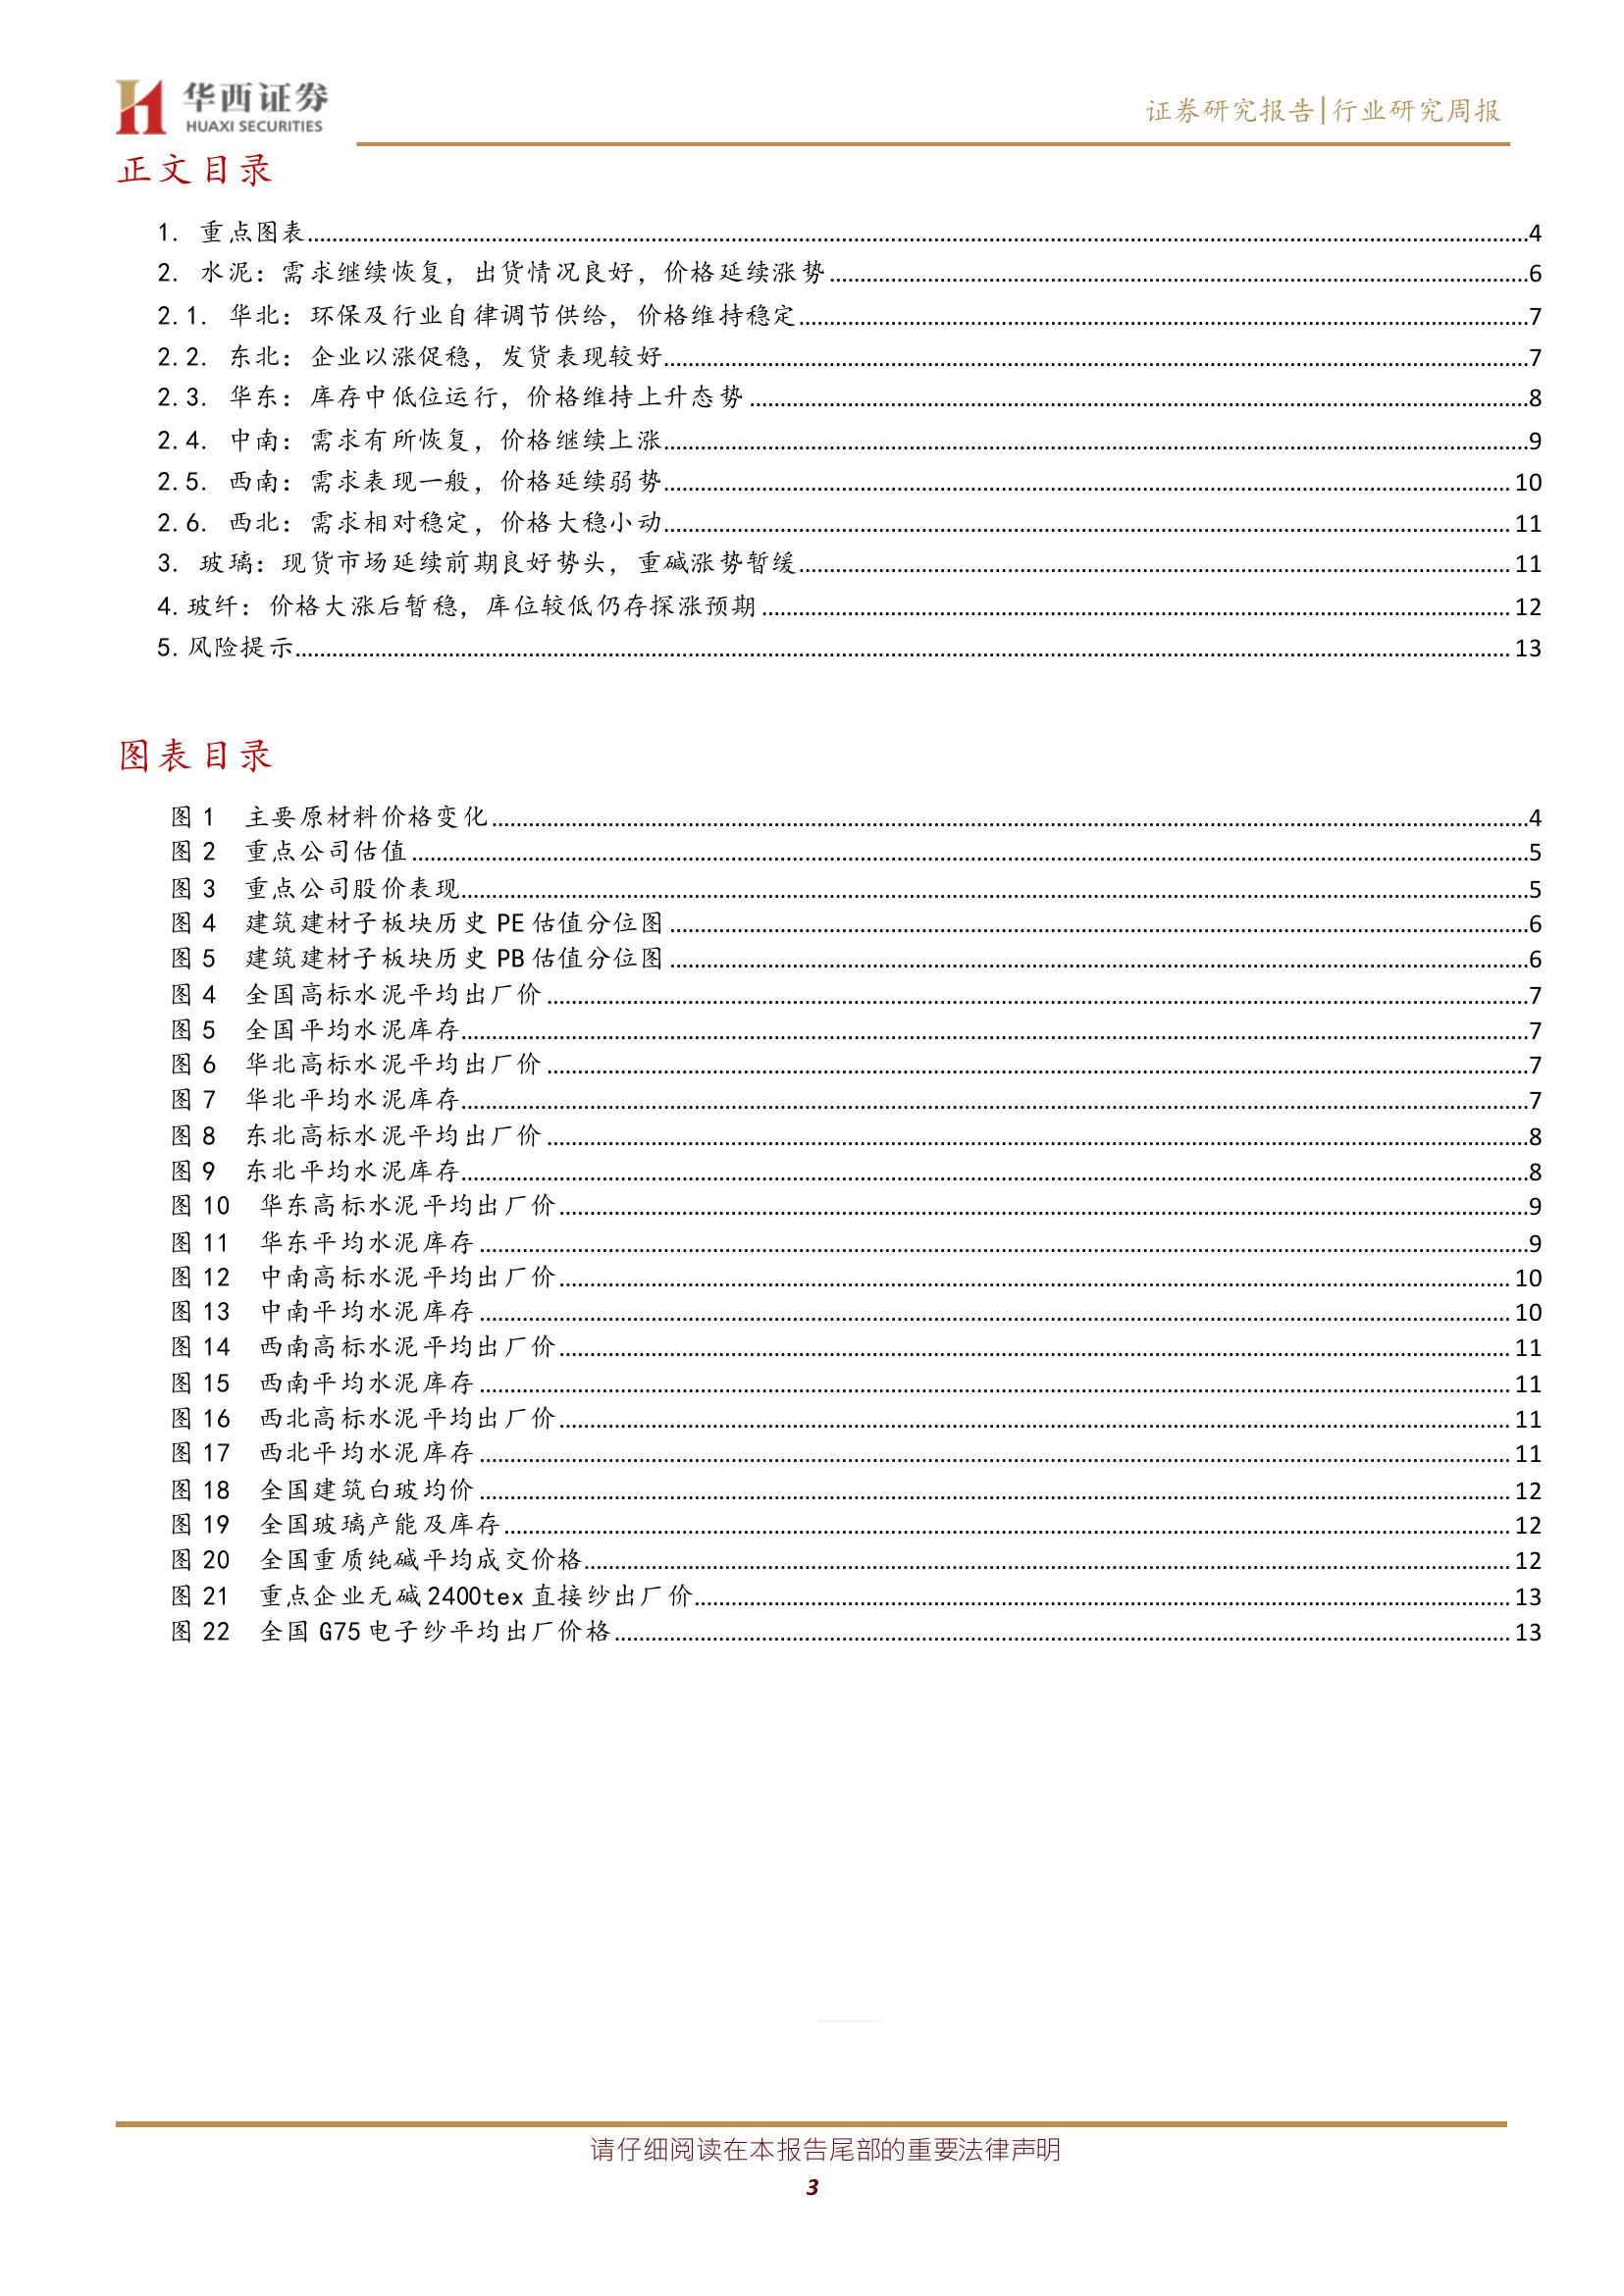 华西证券
HUAXI SECURITIES
证券研究报告|行业研究周报
正文目录
1. 重点图表........4
2. 水泥：需求继续恢复，出货情况良好，价格延续涨势........6
2.1. 华北：环保及行业自律调节供给，价格维持稳定........7
2.2. 东北：企业以涨促稳，发货表现较好........7
2.3. 华东：库存中低位运行，价格维持上升态势........8
2.4. 中南：需求有所恢复，价格继续上涨........9
2.5. 西南：需求表现一般，价格延续弱势........10
2.6. 西北：需求相对稳定，价格大稳小动........11
3. 玻璃：现货市场延续前期良好势头，重碱涨势暂缓........11
4.玻纤：价格大涨后暂稳，库位较低仍存探涨预期........12
5.风险提示........13
图表目录
图 1 主要原材料价格变化........4
图 2 重点公司估值........5
图 3 重点公司股价表现........5
图 4 建筑建材子板块历史 PE 估值分位图........6
图 5 建筑建材子板块历史 PB 估值分位图........6
图 4 全国高标水泥平均出厂价........7
图 5 全国平均水泥库存........7
图 6 华北高标水泥平均出厂价........7
图 7 华北平均水泥库存........7
图 8 东北高标水泥平均出厂价........8
图 9 东北平均水泥库存........8
图 10 华东高标水泥平均出厂价........9
图 11 华东平均水泥库存........9
图 12 中南高标水泥平均出厂价........10
图 13 中南平均水泥库存........10
图 14 西南高标水泥平均出厂价........11
图 15 西南平均水泥库存........11
图 16 西北高标水泥平均出厂价........11
图 17 西北平均水泥库存........11
图 18 全国建筑白玻均价........12
图 19 全国玻璃产能及库存........12
图 20 全国重质纯碱平均成交价格........12
图 21 重点企业无碱 2400tex 直接纱出厂价........13
图 22 全国 G75 电子纱平均出厂价格........13
请仔细阅读在本报告尾部的重要法律声明
3